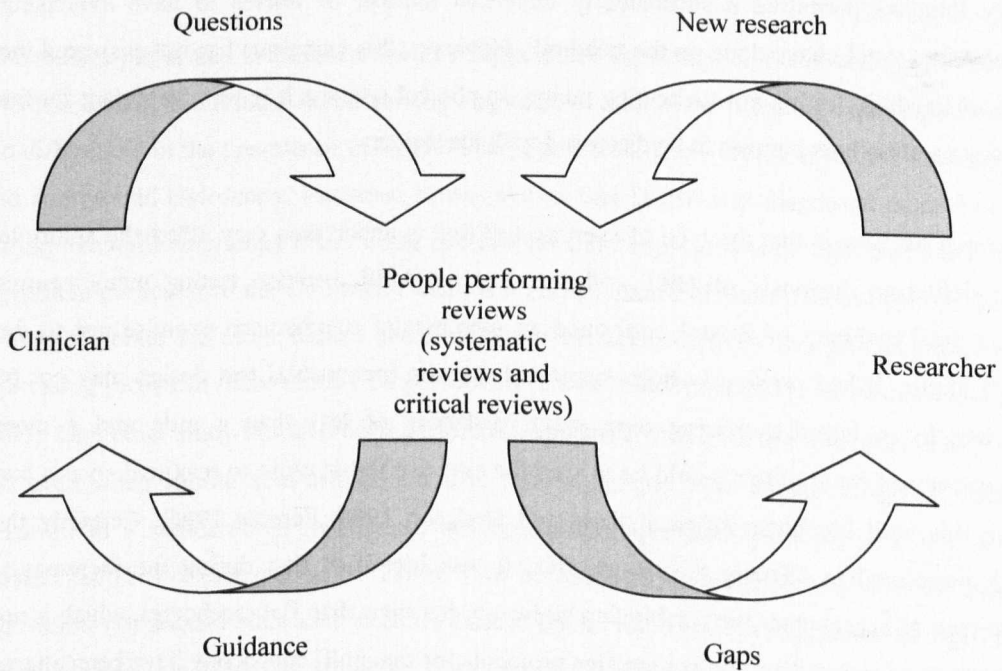 Questions
New research
People performing
reviews
(systematic
reviews and
critical reviews)
Clinician
Researcher
Guidance
Gaps